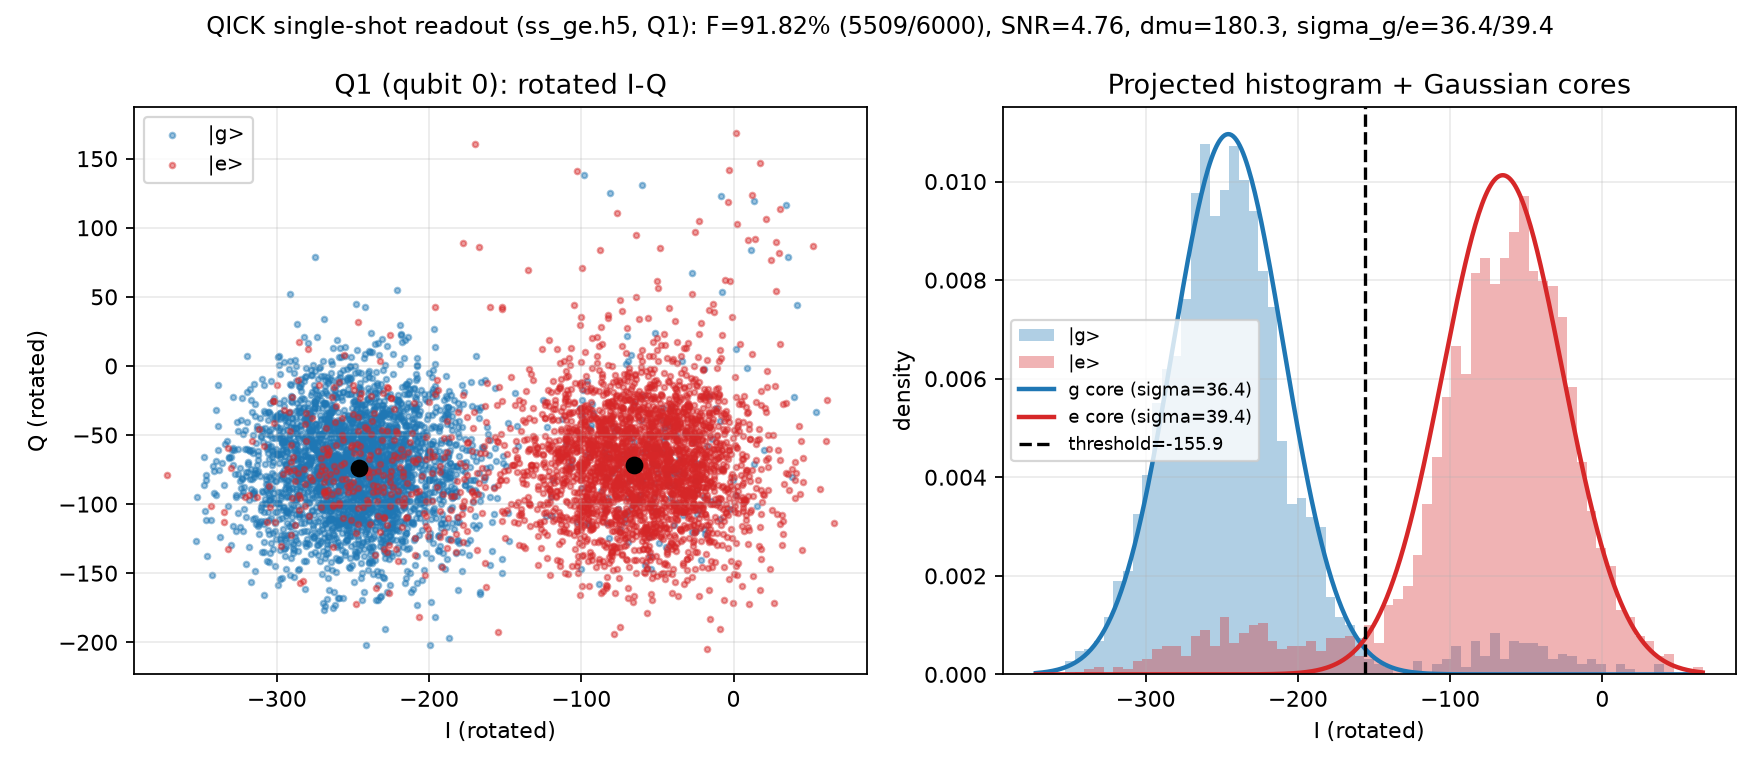 QICK single-shot readout (ss_ge.h5, Q1): F=91.82% (5509/6000), SNR=4.76, dmu=180.3, sigma_g/e=36.4/39.4
Q1 (qubit 0): rotated I-Q
|g>
|e>
150
100
50
0
−50
−100
−150
−200
Q (rotated)
−300
−200
−100
0
I (rotated)
Projected histogram + Gaussian cores
|g>
|e>
g core (sigma=36.4)
e core (sigma=39.4)
threshold=-155.9
0.010
0.008
0.006
0.004
0.002
0.000
density
−300
−200
−100
0
I (rotated)